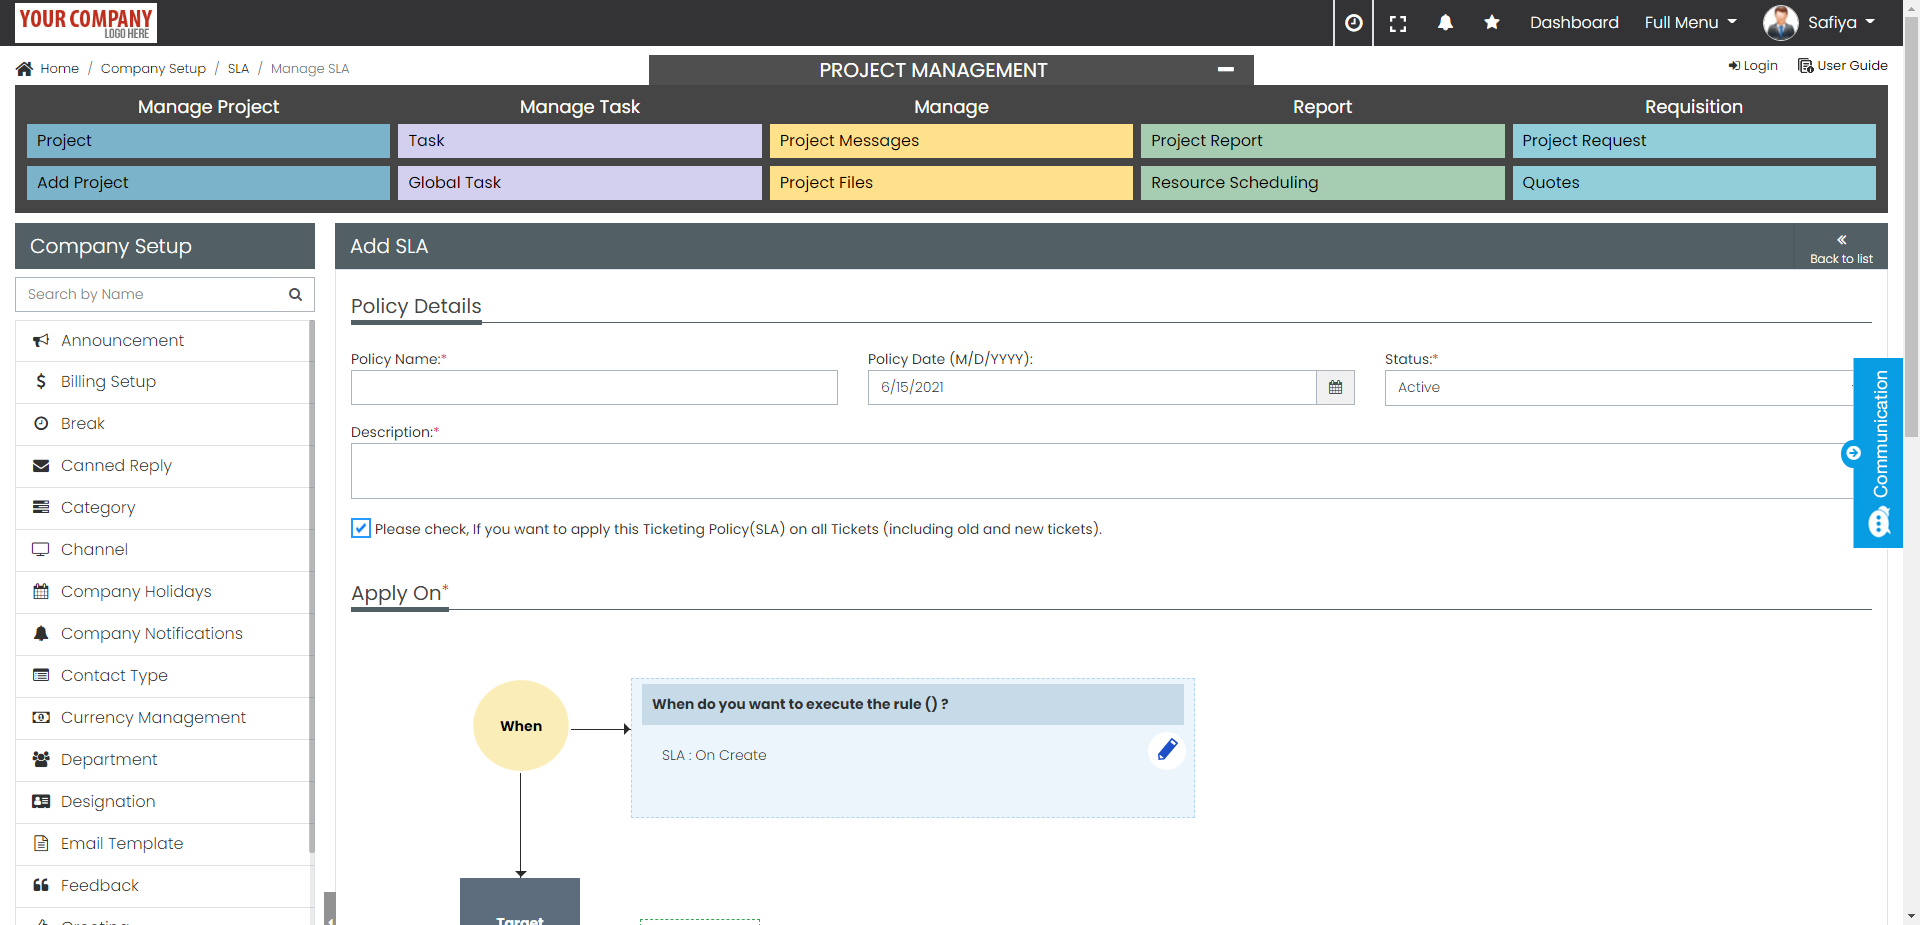 YOUR COMPANY
LOGO HERE
Dashboard
Full Menu
Safiya
Home / Company Setup / SLA / Manage SLA
PROJECT MANAGEMENT
Login
User Guide
Manage Project
Manage Task
Manage
Report
Requisition
Project
Task
Project Messages
Project Report
Project Request
Add Project
Global Task
Project Files
Resource Scheduling
Quotes
Company Setup
Search by Name
Announcement
Billing Setup
Break
Canned Reply
Category
Channel
Company Holidays
Company Notifications
Contact Type
Currency Management
Department
Designation
Email Template
Feedback
Add SLA
Back to list
Policy Details
Policy Name:*
Policy Date (M/D/YYYY):
Status:*
6/15/2021
Active
Description:*
Please check, If you want to apply this Ticketing Policy(SLA) on all Tickets (including old and new tickets).
Apply On*
When
When do you want to execute the rule () ?
SLA : On Create
Target
Communication